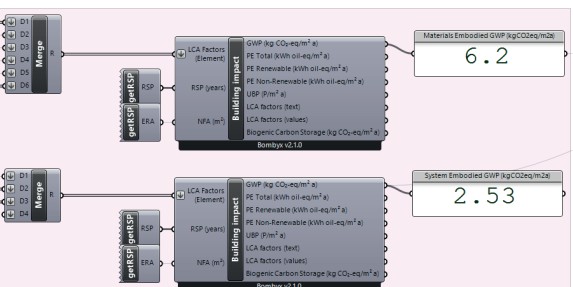 D1
D2
D3
D4
D5
D6
Merge
R
getRSP
RSP
getRSP
ERA
LCA Factors
(Element)
RSP (years)
NFA (m²)
Building impact
GWP (kg CO₂-eq/m² a)
PE Total (kWh oil-eq/m² a)
PE Renewable (kWh oil-eq/m² a)
PE Non-Renewable (kWh oil-eq/m² a)
UBP (P/m² a)
LCA factors (text)
LCA factors (values)
Biogenic Carbon Storage (kg CO₂-eq/m² a)
Bombyx v2.1.0
Materials Embodied GWP (kgCO2eq/m2a)
6.2
D1
D2
D3
D4
Merge
R
getRSP
RSP
getRSP
ERA
LCA Factors
(Element)
RSP (years)
NFA (m²)
Building impact
GWP (kg CO₂-eq/m² a)
PE Total (kWh oil-eq/m² a)
PE Renewable (kWh oil-eq/m² a)
PE Non-Renewable (kWh oil-eq/m² a)
UBP (P/m² a)
LCA factors (text)
LCA factors (values)
Biogenic Carbon Storage (kg CO₂-eq/m² a)
Bombyx v2.1.0
System Embodied GWP (kgCO2eq/m2a)
2.53